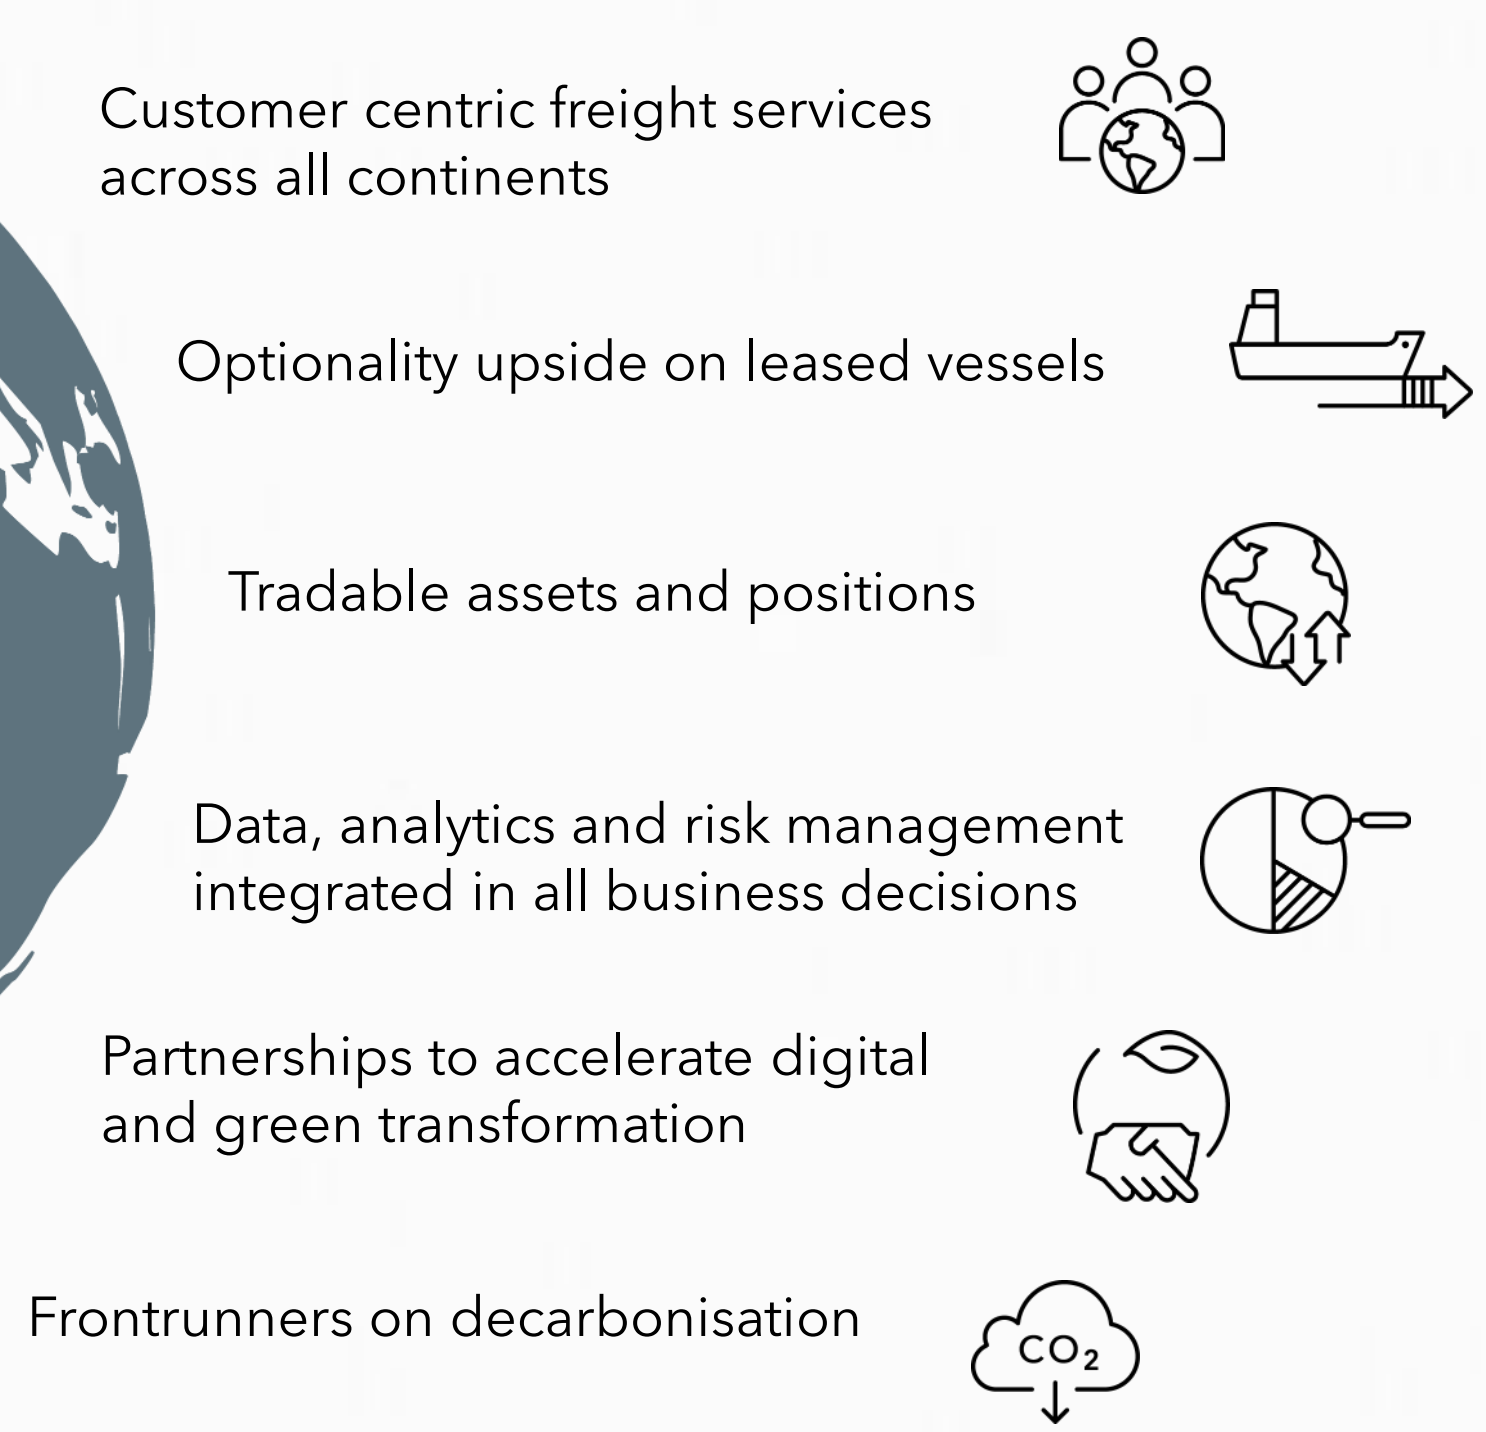 Customer centric freight services
across all continents
Optionality upside on leased vessels
Tradable assets and positions
Data, analytics and risk management
integrated in all business decisions
Partnerships to accelerate digital
and green transformation
Frontrunners on decarbonisation
CO₂